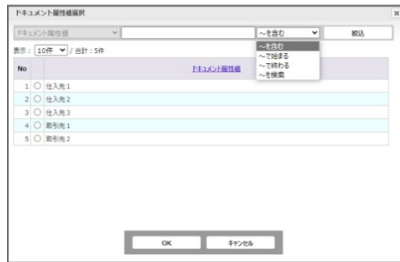 ドキュメント属性値選択
ドキュメント属性値 ～を含む 絞込
～を含む
～で始まる
～で終わる
～を検索
表示： 10件 / 合計：5件
No ドキュメント属性値
1 仕入先1
2 仕入先2
3 仕入先3
4 取引先1
5 取引先2
OK キャンセル